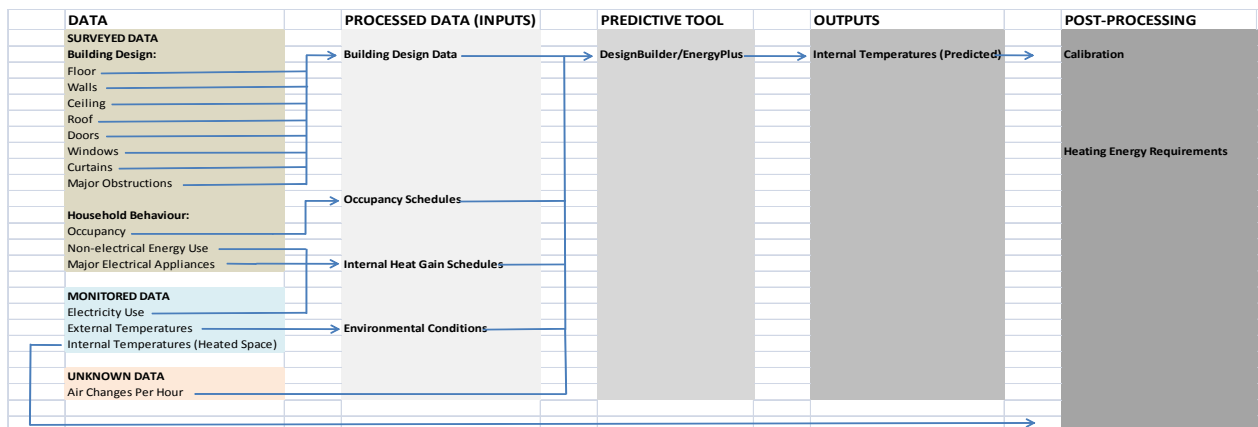 DATA
PROCESSED DATA (INPUTS)
PREDICTIVE TOOL
OUTPUTS
POST-PROCESSING
SURVEYED DATA
Building Design:
Floor
Walls
Ceiling
Roof
Doors
Windows
Curtains
Major Obstructions
Household Behaviour:
Occupancy
Non-electrical Energy Use
Major Electrical Appliances
MONITORED DATA
Electricity Use
External Temperatures
Internal Temperatures (Heated Space)
UNKNOWN DATA
Air Changes Per Hour
Building Design Data
Occupancy Schedules
Internal Heat Gain Schedules
Environmental Conditions
DesignBuilder/EnergyPlus
Internal Temperatures (Predicted)
Calibration
Heating Energy Requirements